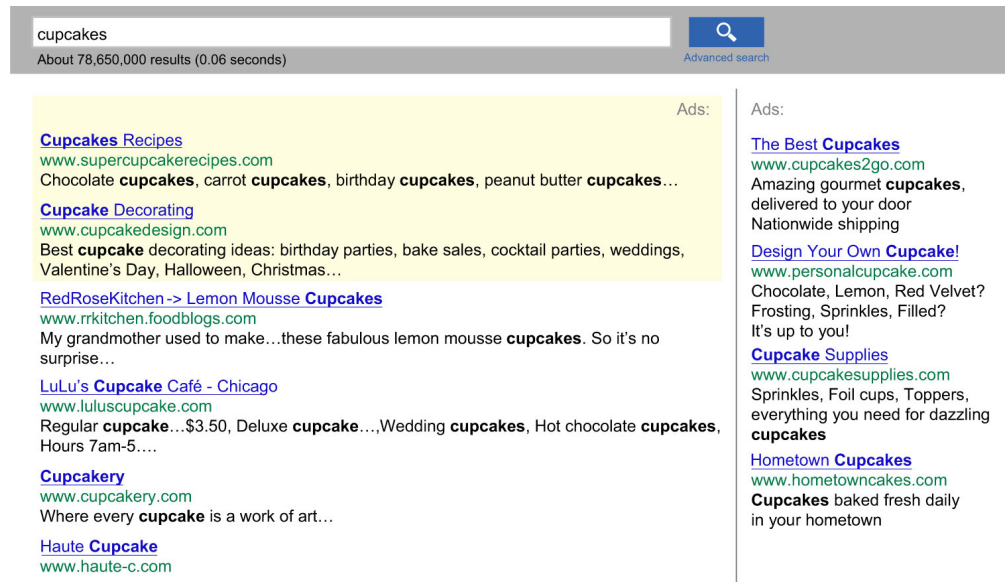 cupcakes
About 78,650,000 results (0.06 seconds)
Advanced search
Ads:
Cupcakes Recipes
www.supercupcakerecipes.com
Chocolate cupcakes, carrot cupcakes, birthday cupcakes, peanut butter cupcakes…
Cupcake Decorating
www.cupcakedesign.com
Best cupcake decorating ideas: birthday parties, bake sales, cocktail parties, weddings,
Valentine’s Day, Halloween, Christmas…
RedRoseKitchen-> Lemon Mousse Cupcakes
www.rrkitchen.foodblogs.com
My grandmother used to make…these fabulous lemon mousse cupcakes. So it’s no
surprise…
LuLu’s Cupcake Café - Chicago
www.luluscupcake.com
Regular cupcake…$3.50, Deluxe cupcake…,Wedding cupcakes, Hot chocolate cupcakes,
Hours 7am-5….
Cupcakery
www.cupcakery.com
Where every cupcake is a work of art…
Haute Cupcake
www.haute-c.com
Ads:
The Best Cupcakes
www.cupcakes2go.com
Amazing gourmet cupcakes,
delivered to your door
Nationwide shipping
Design Your Own Cupcake!
www.personalcupcake.com
Chocolate, Lemon, Red Velvet?
Frosting, Sprinkles, Filled?
It’s up to you!
Cupcake Supplies
www.cupcakesupplies.com
Sprinkles, Foil cups, Toppers,
everything you need for dazzling
cupcakes
Hometown Cupcakes
www.hometowncakes.com
Cupcakes baked fresh daily
in your hometown